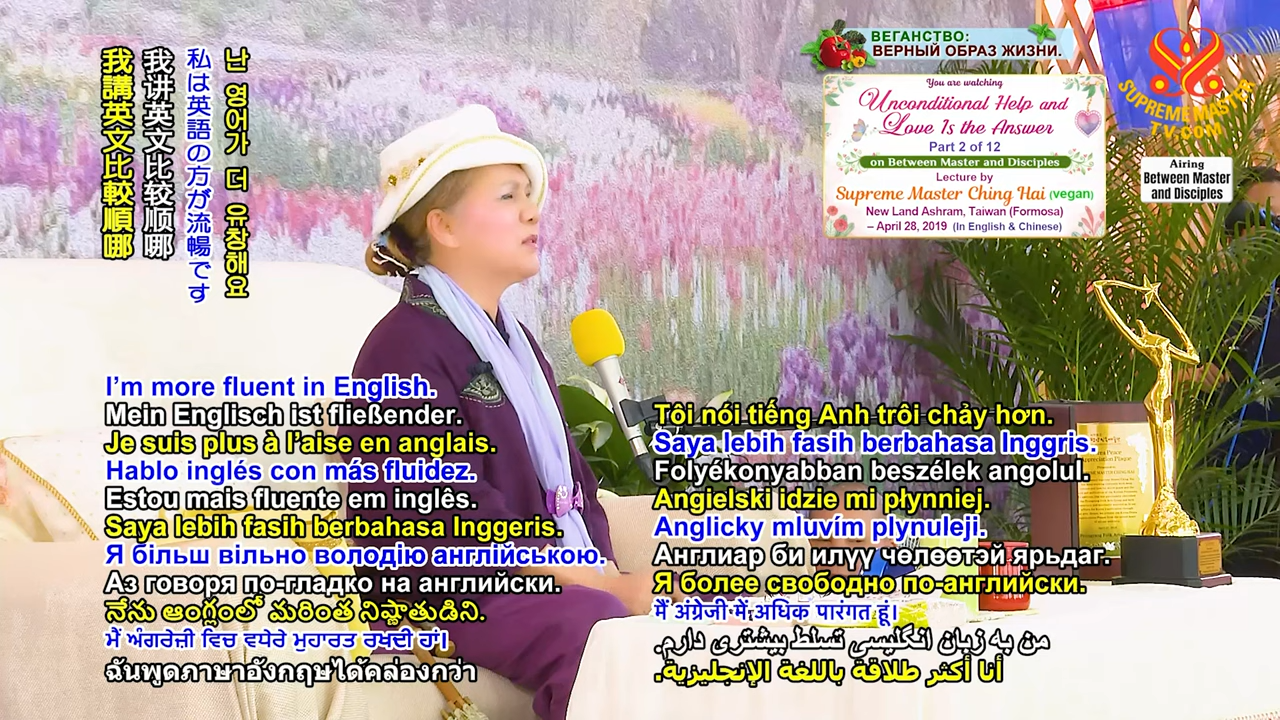 난 영어가 더 유창해요
私は英語の方が流暢です
我讲英文比较顺哪
我講英文比較順哪
ВЕГАНСТВО:
ВЕРНЫЙ ОБРАЗ ЖИЗНИ.
You are watching
Unconditional Help and
Love Is the Answer
Part 2 of 12
on Between Master and Disciples
Lecture by
Supreme Master Ching Hai (vegan)
New Land Ashram, Taiwan (Formosa)
– April 28, 2019 (In English & Chinese)
SUPREME MASTER
TV.COM
Airing
Between Master
and Disciples
I’m more fluent in English.
Mein Englisch ist fließender.
Je suis plus à l’aise en anglais.
Hablo inglés con más fluidez.
Estou mais fluente em inglês.
Saya lebih fasih berbahasa Inggeris.
Я більш вільно володію англійською.
Аз говоря по-гладко на английски.
నేను ఆంగ్లంలో మరింత నిష్ణాతుడిని.
ਮੈਂ ਅੰਗਰੇਜ਼ੀ ਵਿਚ ਵਧੇਰੇ ਮੁਹਾਰਤ ਰਖਦੀ ਹਾਂ।
ฉันพูดภาษาอังกฤษได้คล่องกว่า
Tôi nói tiếng Anh trôi chảy hơn.
Saya lebih fasih berbahasa Inggris.
Folyékonyabban beszélek angolul.
Angielski idzie mi płynniej.
Anglicky mluvím plynuleji.
Англиар би илүү чөлөөтэй ярьдаг.
Я более свободно по-английски.
मैं अंग्रेजी में अधिक पारंगत हूं।
من به زبان انگلیسی تسلط بیشتری دارم.
أنا أكثر طلاقة باللغة الإنجليزية.